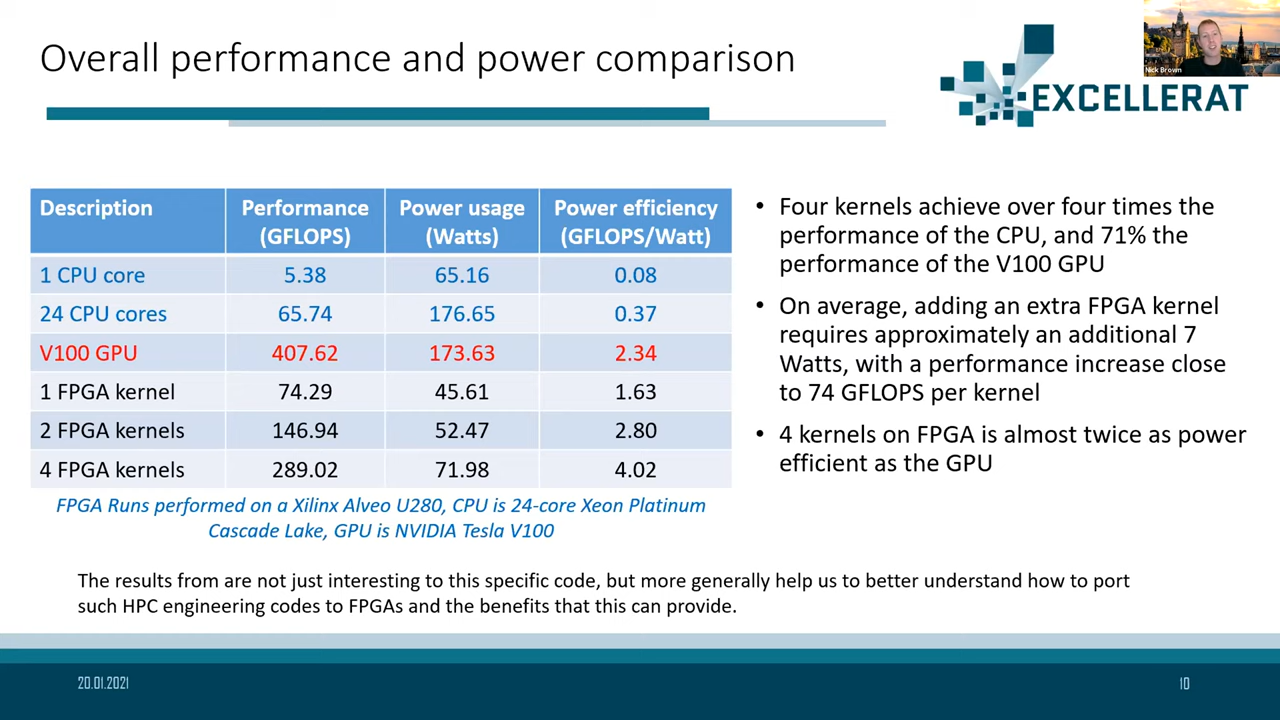 Overall performance and power comparison
EXCELLERAT
Nick Brown
Description Performance (GFLOPS) Power usage (Watts) Power efficiency (GFLOPS/Watt)
1 CPU core 5.38 65.16 0.08
24 CPU cores 65.74 176.65 0.37
V100 GPU 407.62 173.63 2.34
1 FPGA kernel 74.29 45.61 1.63
2 FPGA kernels 146.94 52.47 2.80
4 FPGA kernels 289.02 71.98 4.02
FPGA Runs performed on a Xilinx Alveo U280, CPU is 24-core Xeon Platinum
Cascade Lake, GPU is NVIDIA Tesla V100
• Four kernels achieve over four times the
performance of the CPU, and 71% the
performance of the V100 GPU
• On average, adding an extra FPGA kernel
requires approximately an additional 7
Watts, with a performance increase close
to 74 GFLOPS per kernel
• 4 kernels on FPGA is almost twice as power
efficient as the GPU
The results from are not just interesting to this specific code, but more generally help us to better understand how to port
such HPC engineering codes to FPGAs and the benefits that this can provide.
20.01.2021
10